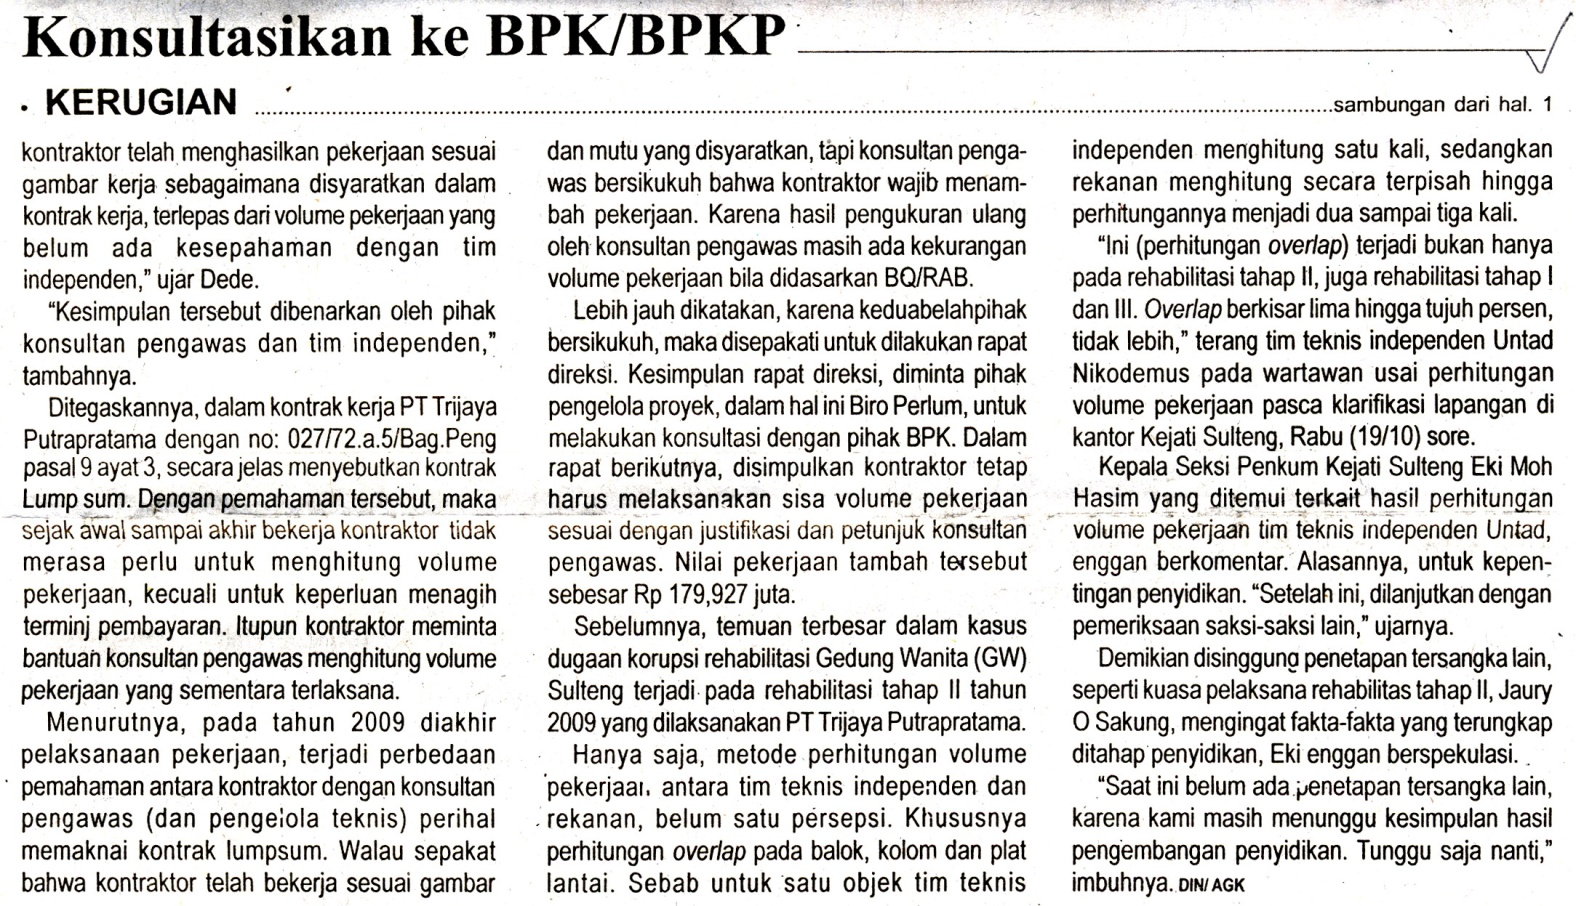 Konsultasikan ke BPK/BPKP
KERUGIAN ...sambungan dari hal. 1
kontraktor telah menghasilkan pekerjaan sesuai
gambar kerja sebagaimana disyaratkan dalam
kontrak kerja, terlepas dari volume pekerjaan yang
belum ada kesepahaman dengan tim
independen,” ujar Dede.
“Kesimpulan tersebut dibenarkan oleh pihak
konsultan pengawas dan tim independen,”
tambahnya.
Ditegaskannya, dalam kontrak kerja PT Trijaya
Putrapratama dengan no: 027/72.a.5/Bag.Peng
pasal 9 ayat 3, secara jelas menyebutkan kontrak
Lump sum. Dengan pemahaman tersebut, maka
sejak awal sampai akhir bekerja kontraktor tidak
merasa perlu untuk menghitung volume
pekerjaan, kecuali untuk keperluan menagih
terminj pembayaran. Itupun kontraktor meminta
bantuan konsultan pengawas menghitung volume
pekerjaan yang sementara terlaksana.
Menurutnya, pada tahun 2009 diakhir
pelaksanaan pekerjaan, terjadi perbedaan
pemahaman antara kontraktor dengan konsultan
pengawas (dan pengelola teknis) perihal
memaknai kontrak lumpsum. Walau sepakat
bahwa kontraktor telah bekerja sesuai gambar
dan mutu yang disyaratkan, tapi konsultan penga-
was bersikukuh bahwa kontraktor wajib menam-
bah pekerjaan. Karena hasil pengukuran ulang
oleh konsultan pengawas masih ada kekurangan
volume pekerjaan bila didasarkan BQ/RAB.
Lebih jauh dikatakan, karena keduabelahpihak
bersikukuh, maka disepakati untuk dilakukan rapat
direksi. Kesimpulan rapat direksi, diminta pihak
pengelola proyek, dalam hal ini Biro Perlum, untuk
melakukan konsultasi dengan pihak BPK. Dalam
rapat berikutnya, disimpulkan kontraktor tetap
harus melaksanakan sisa volume pekerjaan
sesuai dengan justifikasi dan petunjuk konsultan
pengawas. Nilai pekerjaan tambah tersebut
sebesar Rp 179,927 juta.
Sebelumnya, temuan terbesar dalam kasus
dugaan korupsi rehabilitasi Gedung Wanita (GW)
Sulteng terjadi pada rehabilitasi tahap II tahun
2009 yang dilaksanakan PT Trijaya Putrapratama.
Hanya saja, metode perhitungan volume
pekerjaan antara tim teknis independen dan
rekanan, belum satu persepsi. Khususnya
perhitungan overlap pada balok, kolom dan plat
lantai. Sebab untuk satu objek tim teknis
independen menghitung satu kali, sedangkan
rekanan menghitung secara terpisah hingga
perhitungannya menjadi dua sampai tiga kali.
“Ini (perhitungan overlap) terjadi bukan hanya
pada rehabilitasi tahap II, juga rehabilitasi tahap I
dan III. Overlap berkisar lima hingga tujuh persen,
tidak lebih,” terang tim teknis independen Untad
Nikodemus pada wartawan usai perhitungan
volume pekerjaan pasca klarifikasi lapangan di
kantor Kejati Sulteng, Rabu (19/10) sore.
Kepala Seksi Penkum Kejati Sulteng Eki Moh
Hasim yang ditemui terkait hasil perhitungan
volume pekerjaan tim teknis independen Untad,
enggan berkomentar. Alasannya, untuk kepen-
tingan penyidikan. “Setelah ini, dilanjutkan dengan
pemeriksaan saksi-saksi lain,” ujarnya.
Demikian disinggung penetapan tersangka lain,
seperti kuasa pelaksana rehabilitas tahap II, Jaury
O Sakung, mengingat fakta-fakta yang terungkap
ditahap penyidikan, Eki enggan berspekulasi.
“Saat ini belum ada penetapan tersangka lain,
karena kami masih menunggu kesimpulan hasil
pengembangan penyidikan. Tunggu saja nanti,”
imbuhnya. DIN/ AGK